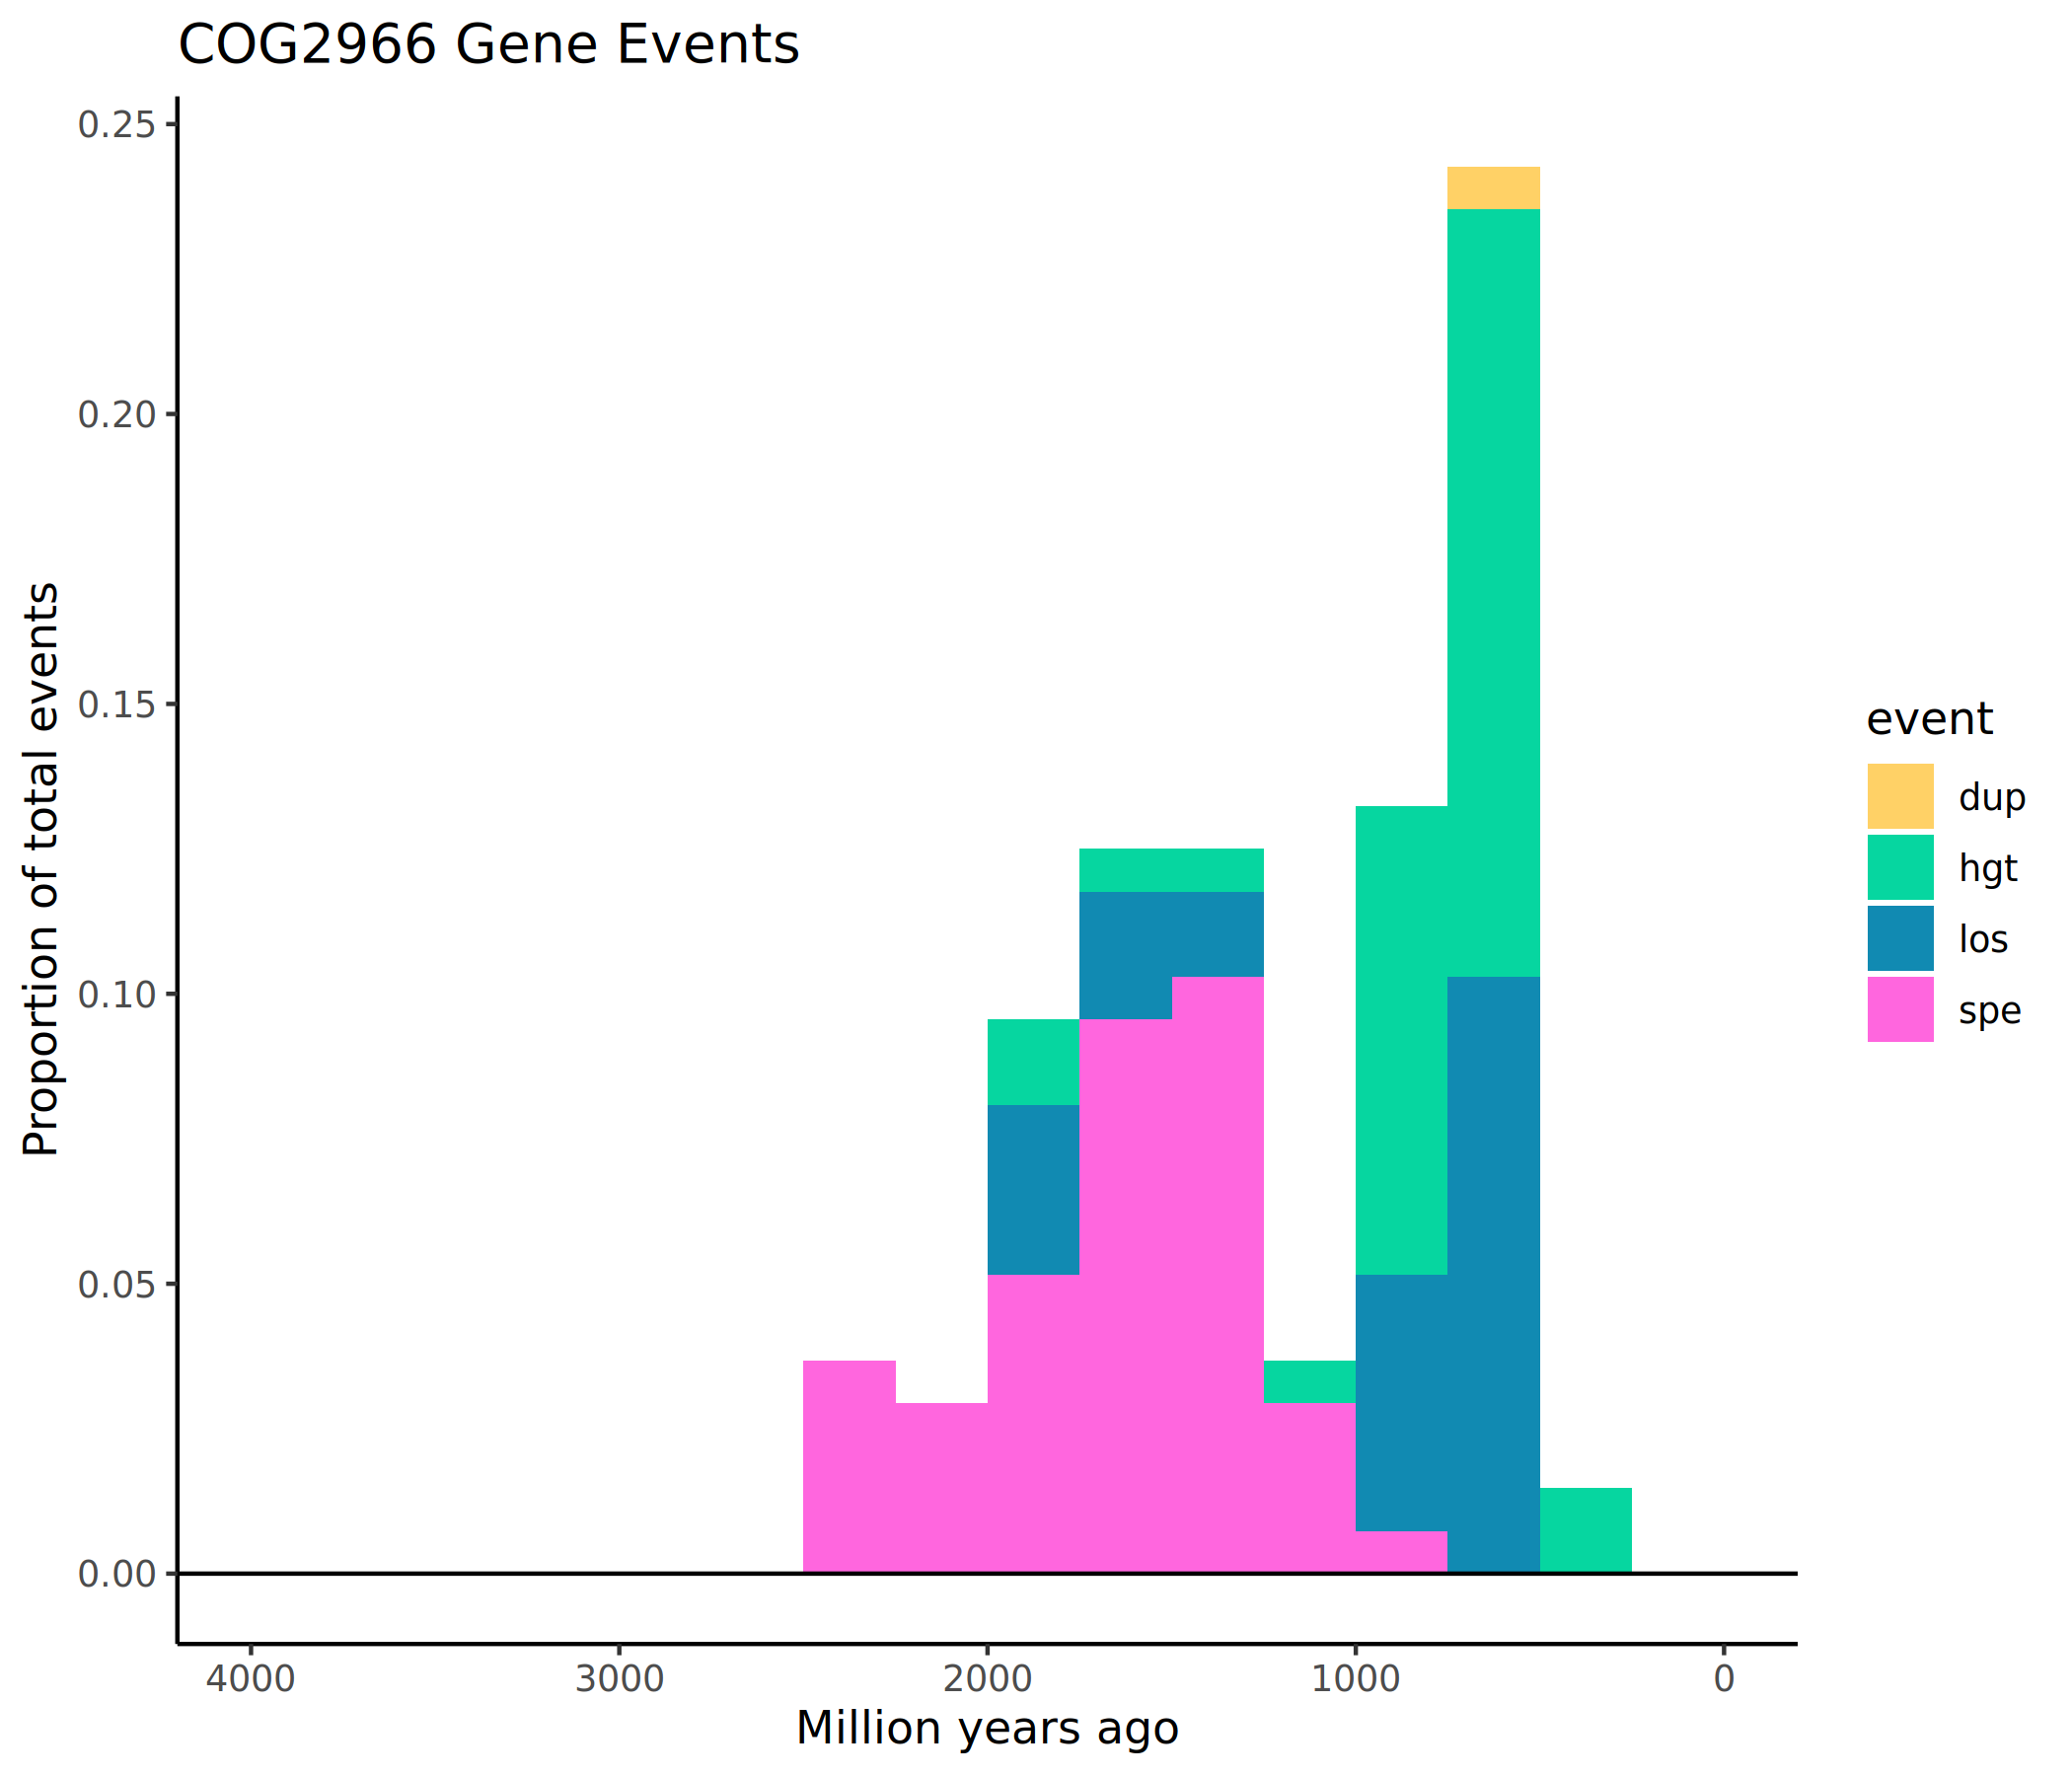 COG2966 Gene Events
Proportion of total events
0.25
0.20
0.15
0.10
0.05
0.00
4000 3000 2000 1000 0
Million years ago
event
dup
hgt
los
spe